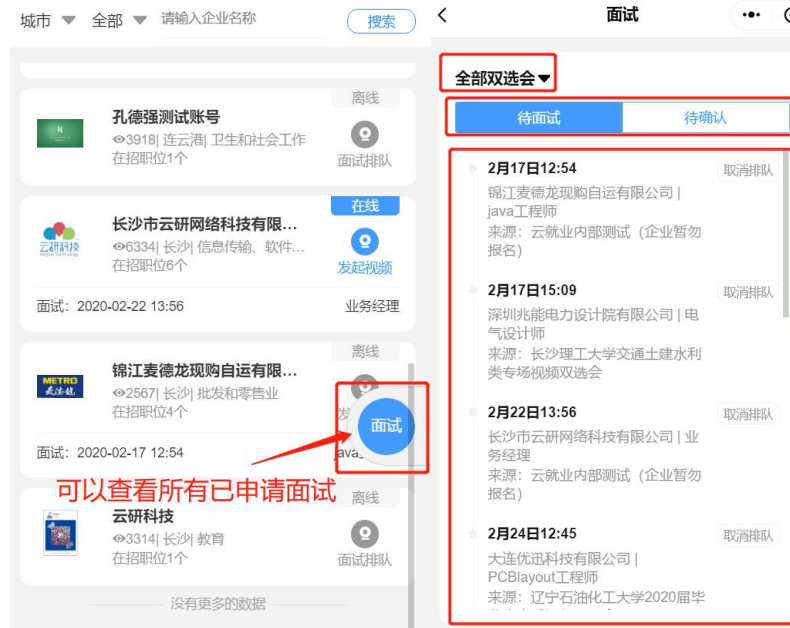 城市 全部 请输入企业名称 搜索
离线
孔德强测试账号
3918| 连云港| 卫生和社会工作
在招职位1个
面试排队
在线
长沙市云研网络科技有限...
云研科技
6334| 长沙| 信息传输、软件...
在招职位6个
发起视频
面试：2020-02-22 13:56 业务经理
离线
锦江麦德龙现购自运有限...
METRO
麦德龙
2567| 长沙| 批发和零售业
在招职位4个
面试
面试：2020-02-17 12:54
可以查看所有已申请面试
离线
云研科技
3314| 长沙| 教育
在招职位1个
面试排队
没有更多的数据
面试
全部双选会
待面试 待确认
2月17日12:54 取消排队
锦江麦德龙现购自运有限公司 |
java工程师
来源：云就业内部测试（企业暂勿
报名）
2月17日15:09 取消排队
深圳兆能电力设计院有限公司 | 电
气设计师
来源：长沙理工大学交通土建水利
类专场视频双选会
2月22日13:56 取消排队
长沙市云研网络科技有限公司 | 业
务经理
来源：云就业内部测试（企业暂勿
报名）
2月24日12:45 取消排队
大连优迅科技有限公司 |
PCBlayout工程师
来源：辽宁石油化工大学2020届毕